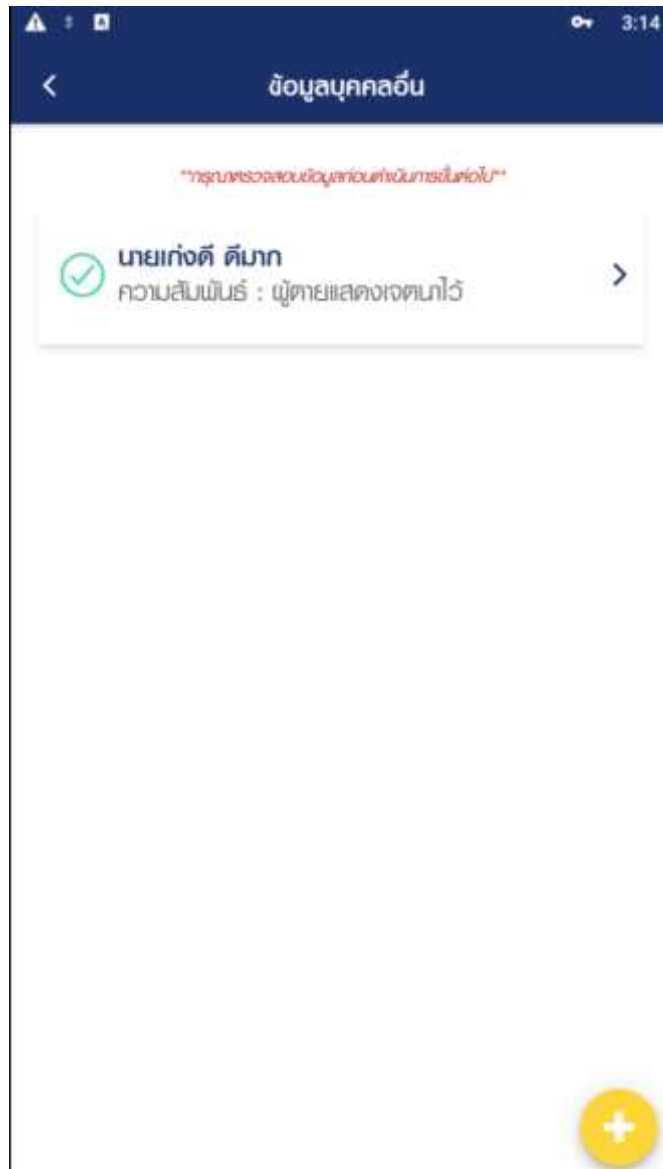 3:14
ข้อมูลบุคคลอื่น
**กรุณาตรวจสอบข้อมูลก่อนดำเนินการขั้นต่อไป**
นายเก่งดี ดีมาก
ความสัมพันธ์ : ผู้ตายแสดงเจตนาไว้